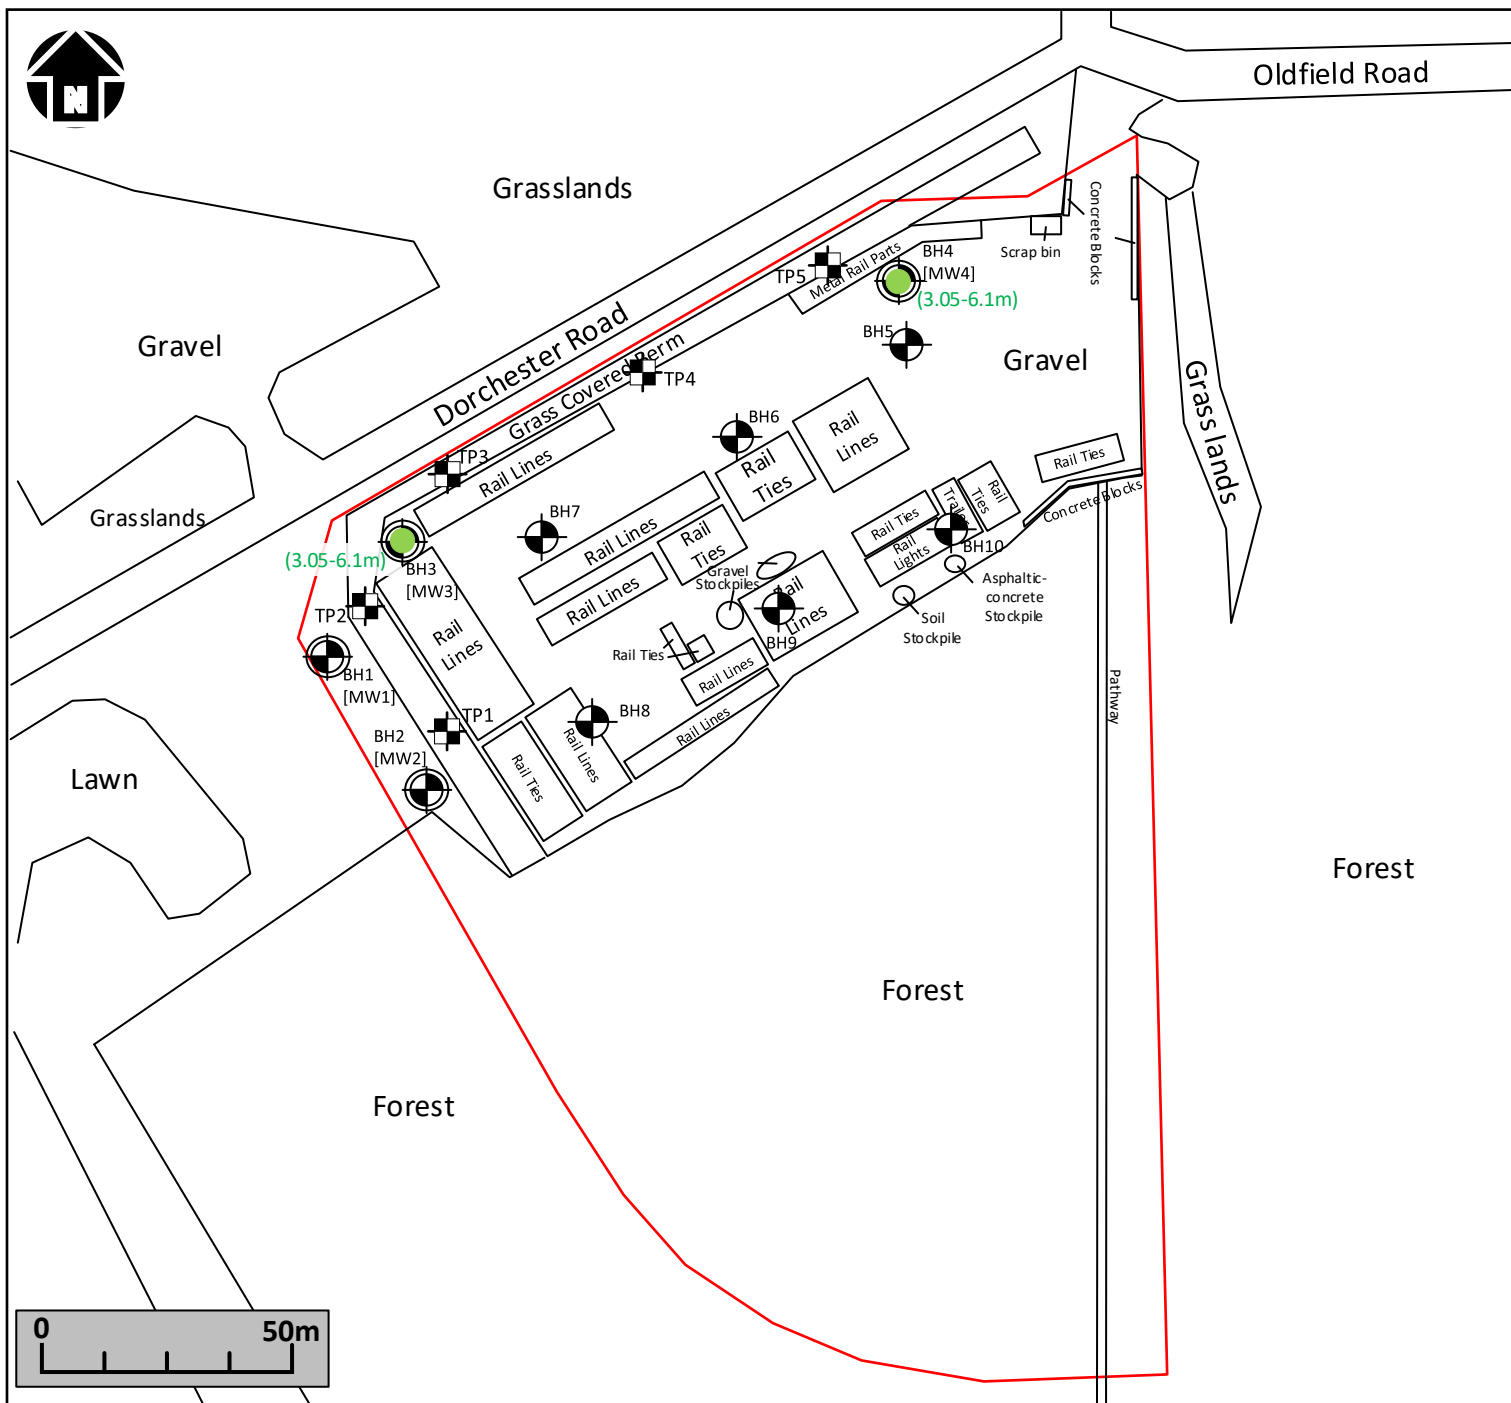 N
Oldfield Road
Grasslands
Concrete Blocks
Scrap bin
BH4
[MW4]
(3.05-6.1m)
TP5
Metal Rail Parts
Gravel
Dorchester Road
BH5
Gravel
Grass Covered Berm
TP4
Grass lands
BH6
Rail
Lines
TP3
Rail Lines
Rail
Ties
Rail Ties
Concrete Blocks
Grasslands
BH7
Rail Lines
Rail
Ties
Trailer
Rail Ties
Rail
Lights
BH10
(3.05-6.1m)
BH3
[MW3]
Rail
Ties
Gravel
Stockpiles
Asphaltic-
concrete
Stockpile
TP2
Rail Lines
Rail
Lines
BH9
Soil
Stockpile
Rail
Lines
Rail Ties
BH1
[MW1]
Rail Lines
Pathway
TP1
BH2
[MW2]
BH8
Rail Lines
Rail Lines
Rail Ties
Lawn
Forest
Forest
Forest
0
50m